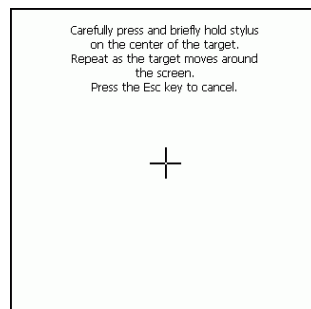 Carefully press and briefly hold stylus
on the center of the target.
Repeat as the target moves around
the screen.
Press the Esc key to cancel.